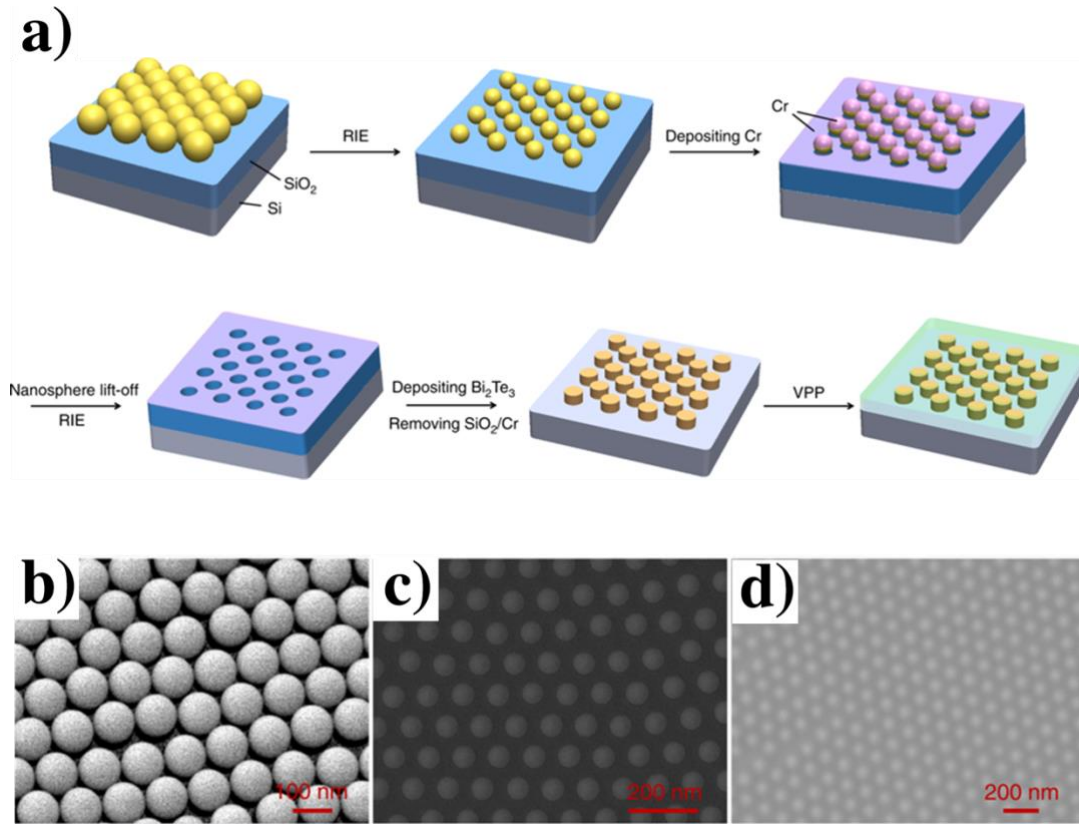 a)
RIE
Depositing Cr
Cr
SiO₂
Si
Nanosphere lift-off
RIE
Depositing Bi₂Te₃
Removing SiO₂/Cr
VPP
b)
c)
d)
100 nm
200 nm
200 nm